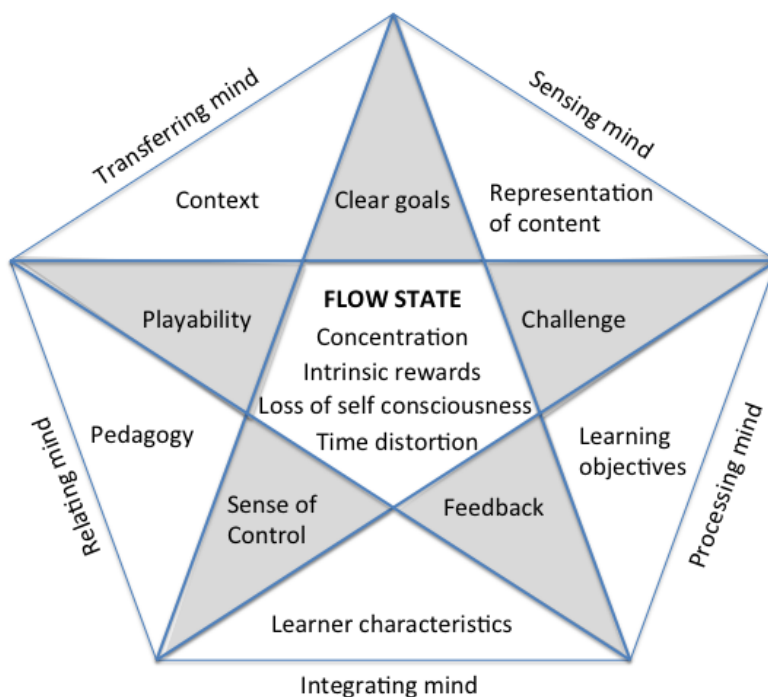 Transferring mind
Sensing mind
Context
Clear goals
Representation
of content
FLOW STATE
Playability
Challenge
Concentration
Intrinsic rewards
Loss of self consciousness
Time distortion
Relating mind
Pedagogy
Learning
objectives
Processing mind
Sense of
Control
Feedback
Learner characteristics
Integrating mind